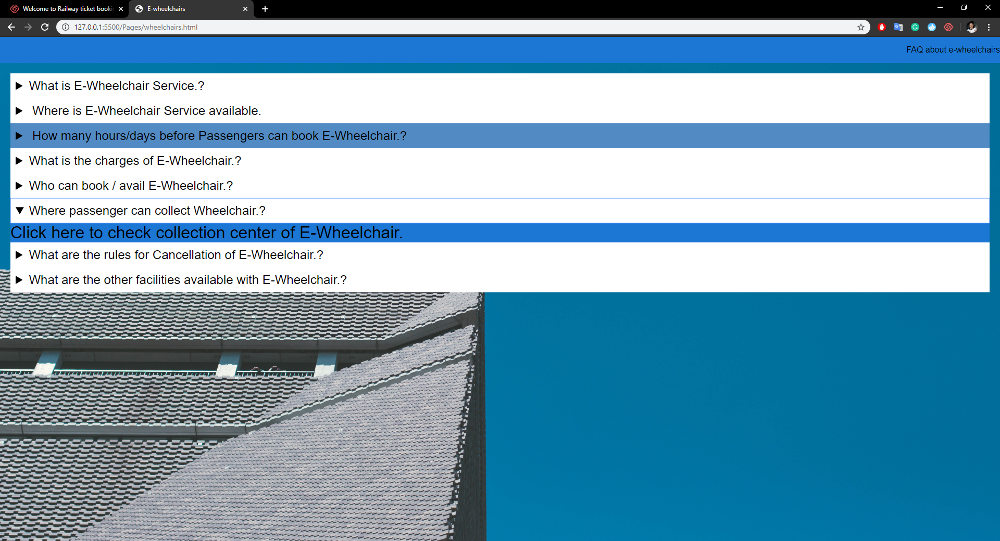 Welcome to Railway ticket booki
E-wheelchairs
127.0.0.1:5500/Pages/wheelchairs.html
FAQ about e-wheelchairs
What is E-Wheelchair Service.?
Where is E-Wheelchair Service available.
How many hours/days before Passengers can book E-Wheelchair.?
What is the charges of E-Wheelchair.?
Who can book / avail E-Wheelchair.?
Where passenger can collect Wheelchair.?
Click here to check collection center of E-Wheelchair.
What are the rules for Cancellation of E-Wheelchair.?
What are the other facilities available with E-Wheelchair.?